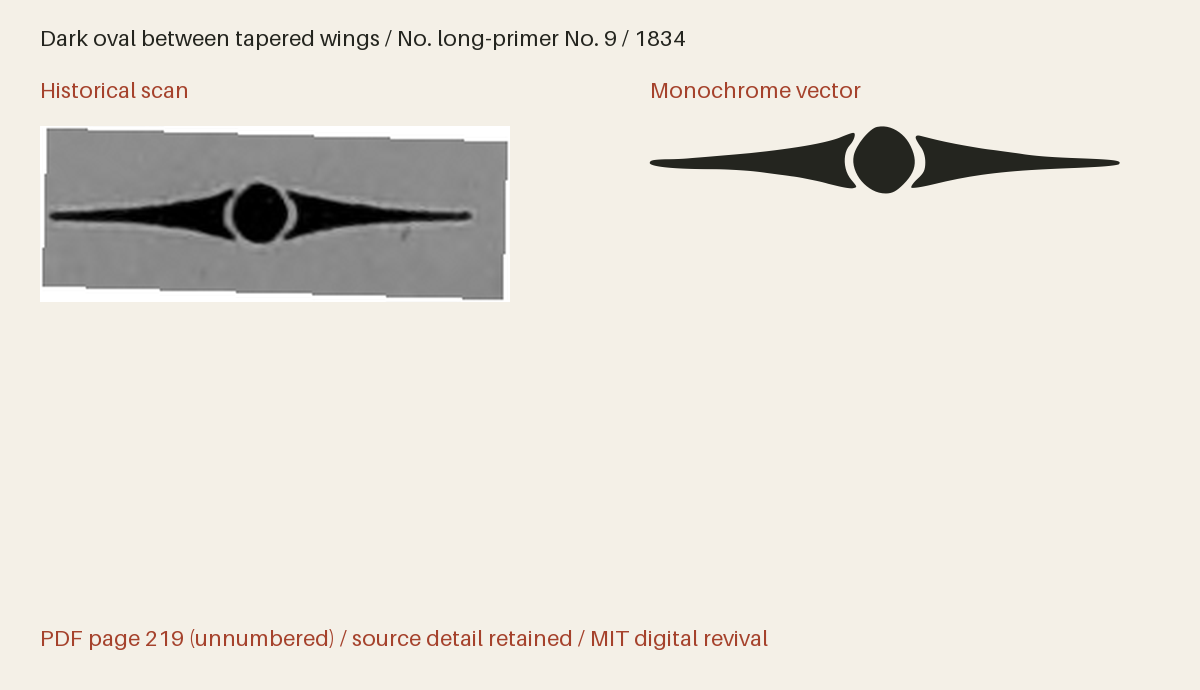 Dark oval between tapered wings / No. long-primer No. 9 / 1834
Historical scan
Monochrome vector
PDF page 219 (unnumbered) / source detail retained / MIT digital revival